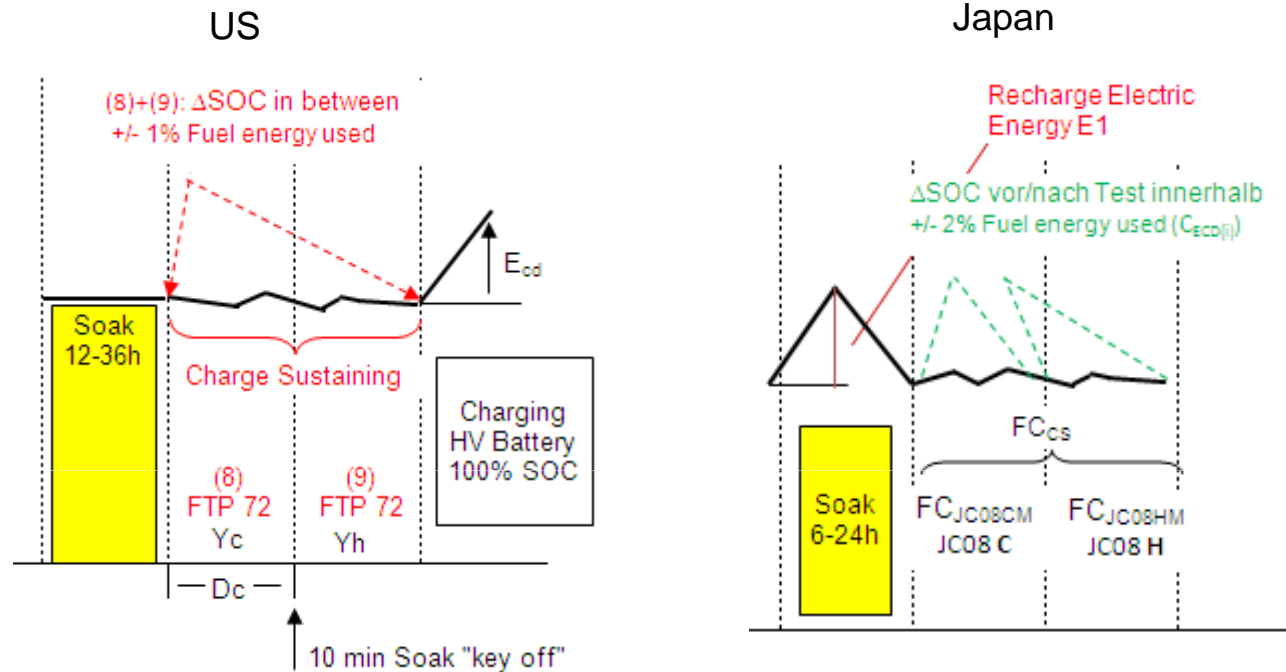 US
(8)+(9): ΔSOC in between
+/- 1% Fuel energy used
E_cd
Soak
12-36h
Charge Sustaining
Charging
HV Battery
100% SOC
(8)
FTP 72
Yc
(9)
FTP 72
Yh
Dc
10 min Soak "key off"
Japan
Recharge Electric
Energy E1
ΔSOC vor/nach Test innerhalb
+/- 2% Fuel energy used (C_ECD(i))
FC_CS
Soak
6-24h
FC_JC08CM
JC08 C
FC_JC08HM
JC08 H